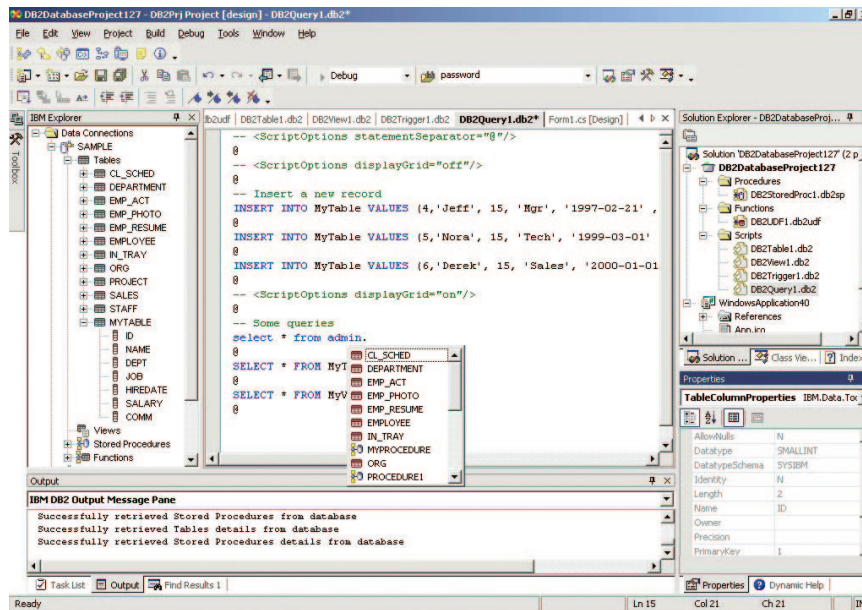 DB2DatabaseProject127 - DB2Prj Project [design] - DB2Query1.db2*
File Edit View Project Build Debug Tools Window Help
Debug
password
IBM Explorer
b2udf DB2Table1.db2 DB2View1.db2 DB2Trigger1.db2 DB2Query1.db2* Form1.cs [Design]
Toolbox
Data Connections
SAMPLE
Tables
CL_SCHED
DEPARTMENT
EMP_ACT
EMP_PHOTO
EMP_RESUME
EMPLOYEE
IN_TRAY
ORG
PROJECT
SALES
STAFF
MYTABLE
ID
NAME
DEPT
JOB
HIREDATE
SALARY
COMM
Views
Stored Procedures
Functions
-- <ScriptOptions statementSeparator="@"/>
@
-- <ScriptOptions displayGrid="off"/>
@
-- Insert a new record
INSERT INTO MyTable VALUES (4,'Jeff', 15, 'Mgr', '1997-02-21' ,
@
INSERT INTO MyTable VALUES (5,'Nora', 15, 'Tech', '1999-03-01'
@
INSERT INTO MyTable VALUES (6,'Derek', 15, 'Sales', '2000-01-01
@
-- <ScriptOptions displayGrid="on"/>
@
-- Some queries
select * from admin.
@
SELECT * FROM MyT
@
SELECT * FROM MyV
@
CL_SCHED
DEPARTMENT
EMP_ACT
EMP_PHOTO
EMP_RESUME
EMPLOYEE
IN_TRAY
MYPROCEDURE
ORG
PROCEDURE1
Solution Explorer - DB2DatabaseProj...
Solution 'DB2DatabaseProject127' (2 p
DB2DatabaseProject127
Procedures
DB2StoredProc1.db2sp
Functions
DB2UDF1.db2udf
Scripts
DB2Table1.db2
DB2View1.db2
DB2Trigger1.db2
DB2Query1.db2
WindowsApplication40
References
App.ico
Solution ... Class Vie... Index
Properties
TableColumnProperties IBM.Data.Too
AllowNulls N
Datatype SMALLINT
DatatypeSchema SYSIBM
Identity N
Length 2
Name ID
Owner
Precision
PrimaryKey 1
Properties Dynamic Help
Output
IBM DB2 Output Message Pane
Successfully retrieved Stored Procedures from database
Successfully retrieved Tables details from database
Successfully retrieved Stored Procedures details from database
Task List Output Find Results 1
Ready Ln 15 Col 21 Ch 21